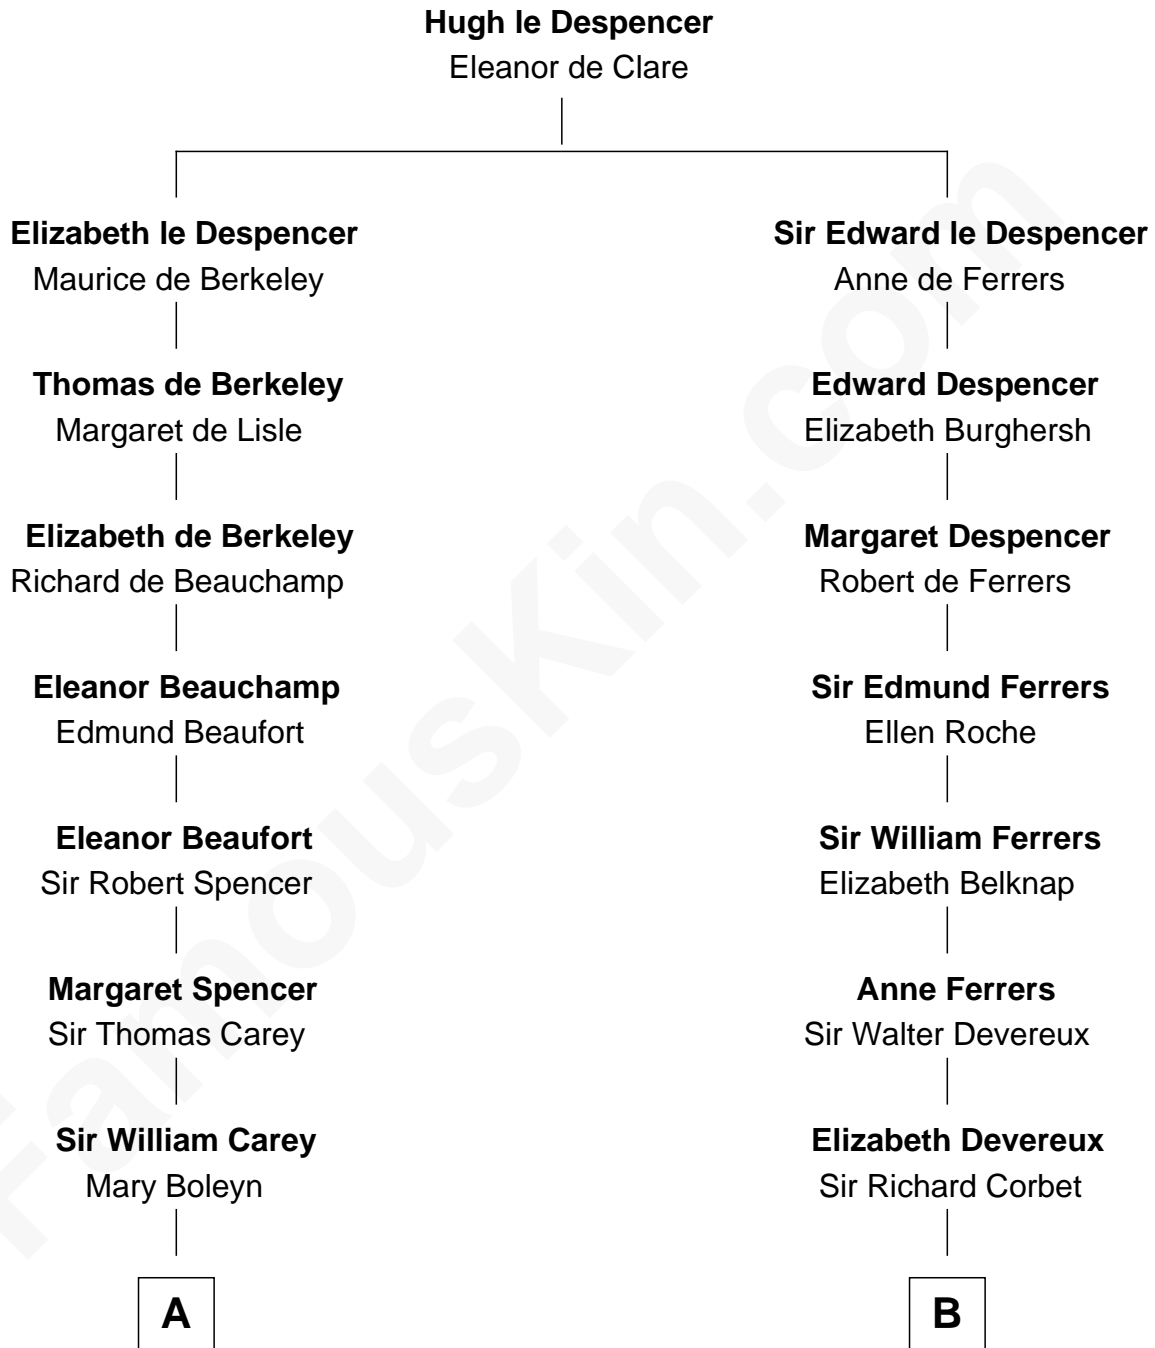 Hugh le Despencer
Eleanor de Clare
Elizabeth le Despencer
Maurice de Berkeley
Sir Edward le Despencer
Anne de Ferrers
Thomas de Berkeley
Margaret de Lisle
Edward Despencer
Elizabeth Burghersh
Elizabeth de Berkeley
Richard de Beauchamp
Margaret Despencer
Robert de Ferrers
Eleanor Beauchamp
Edmund Beaufort
Sir Edmund Ferrers
Ellen Roche
Eleanor Beaufort
Sir Robert Spencer
Sir William Ferrers
Elizabeth Belknap
Margaret Spencer
Sir Thomas Carey
Anne Ferrers
Sir Walter Devereux
Sir William Carey
Mary Boleyn
Elizabeth Devereux
Sir Richard Corbet
A
B
FamousKin.com